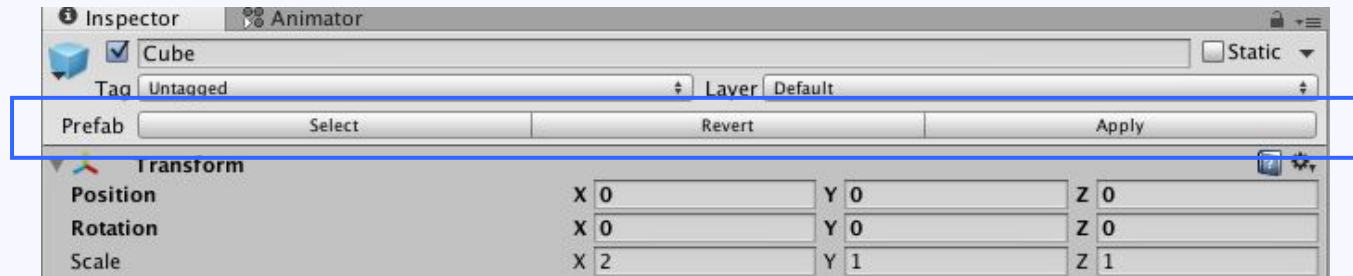 Inspector Animator
Cube Static
Tag Untagged Layer Default
Prefab Select Revert Apply
Transform
Position X 0 Y 0 Z 0
Rotation X 0 Y 0 Z 0
Scale X 2 Y 1 Z 1